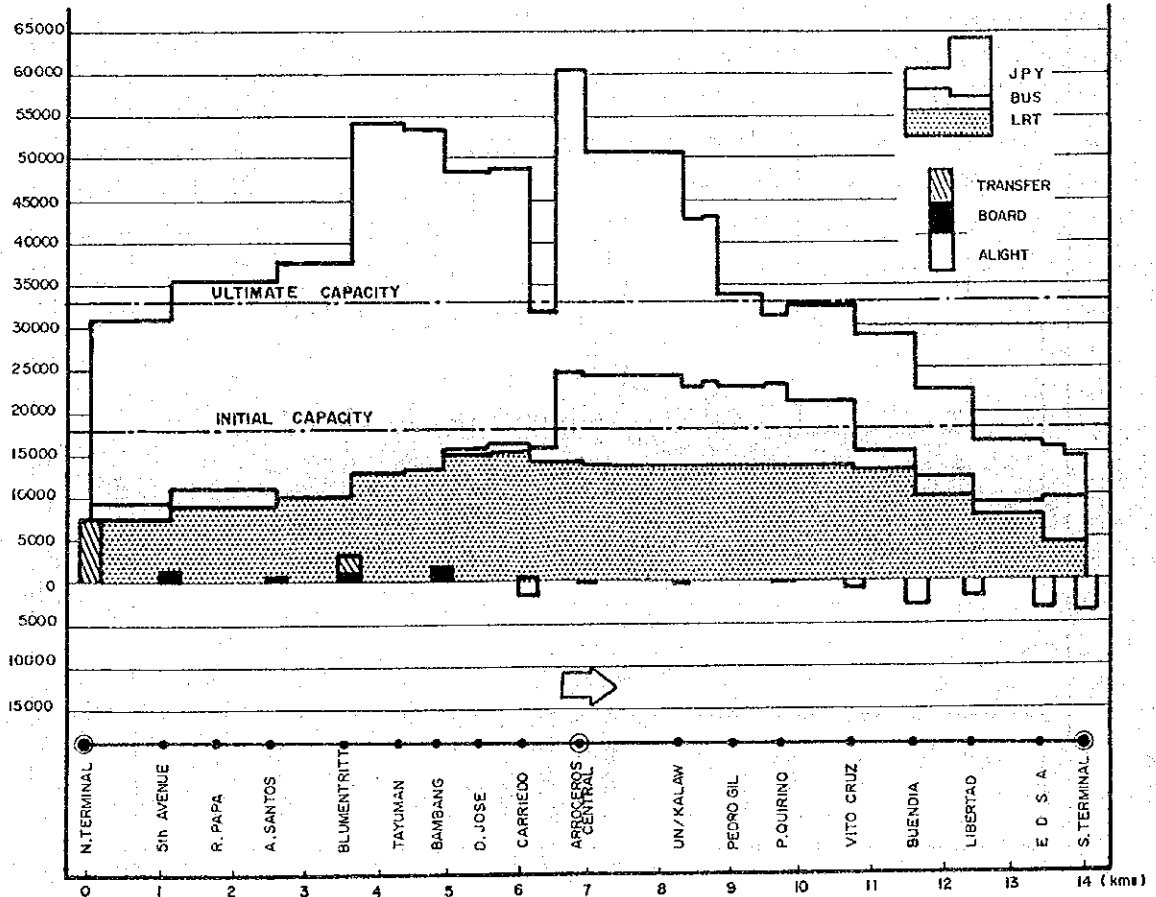 65000
60000
55000
50000
45000
40000
35000
30000
25000
20000
15000
10000
5000
0
5000
10000
15000
JPY
BUS
LRT
TRANSFER
BOARD
ALIGHT
ULTIMATE CAPACITY
INITIAL CAPACITY
N. TERMINAL
5th AVENUE
R. PAPA
A. SANTOS
BLUMENTRITT
TAYUMAN
BAMBANG
D. JOSE
CARRIEDO
ARROCEROS
CENTRAL
UN/KALAW
PEDRO GIL
P. QUIRINO
VITO CRUZ
BUENDIA
LIBERTAD
E D S A
S. TERMINAL
0 1 2 3 4 5 6 7 8 9 10 11 12 13 14 (kms)